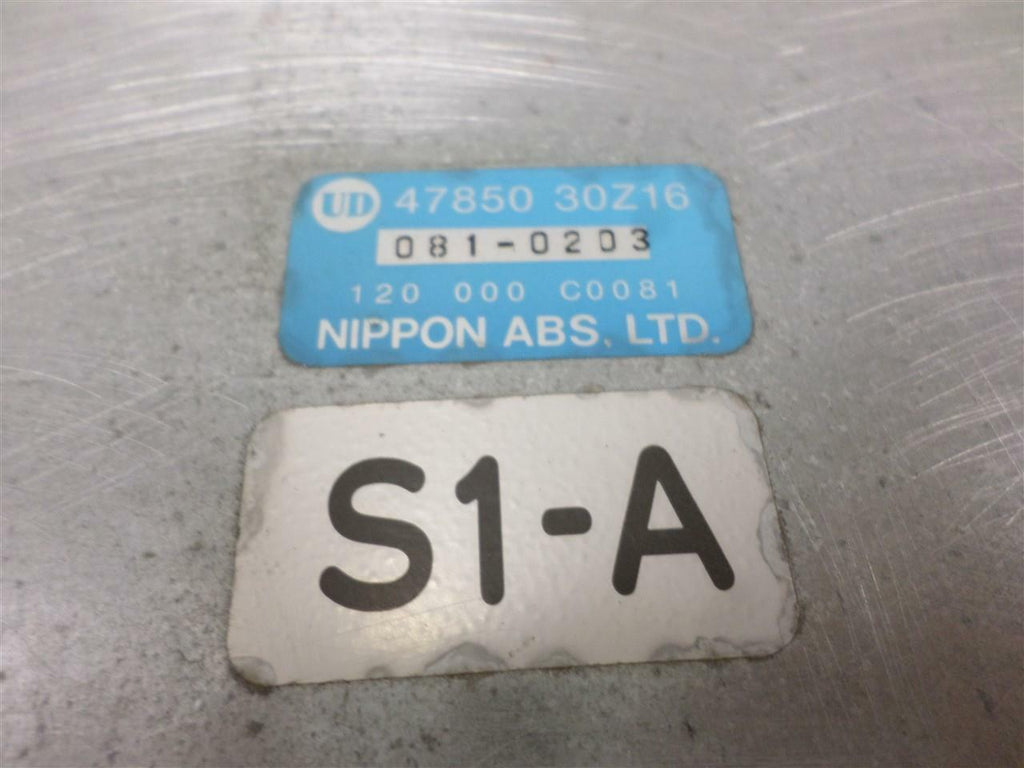 UD 47850 30Z16
081-0203
120 000 C0081
NIPPON ABS, LTD.
S1-A